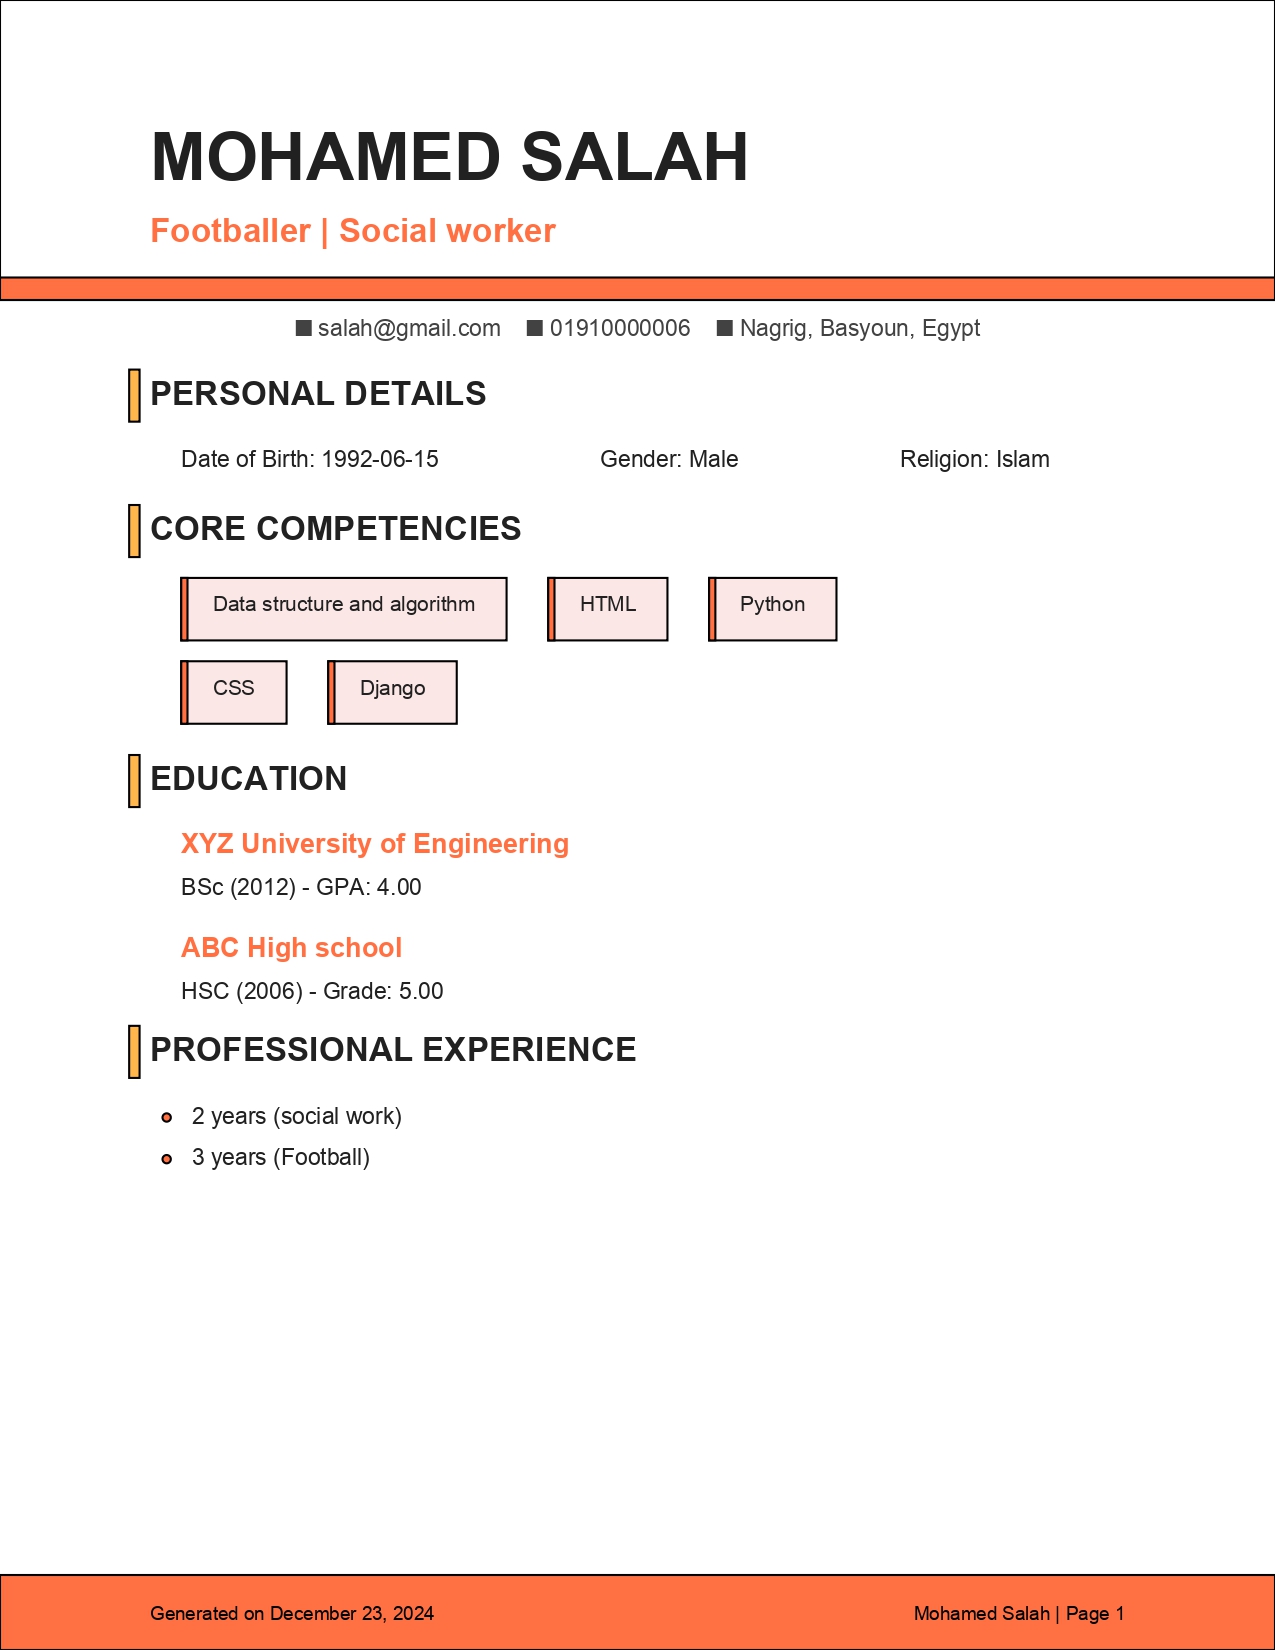 MOHAMED SALAH
Footballer | Social worker
■ salah@gmail.com ■ 01910000006 ■ Nagrig, Basyoun, Egypt
PERSONAL DETAILS
Date of Birth: 1992-06-15 Gender: Male Religion: Islam
CORE COMPETENCIES
Data structure and algorithm HTML Python
CSS Django
EDUCATION
XYZ University of Engineering
BSc (2012) - GPA: 4.00
ABC High school
HSC (2006) - Grade: 5.00
PROFESSIONAL EXPERIENCE
2 years (social work)
3 years (Football)
Generated on December 23, 2024 Mohamed Salah | Page 1